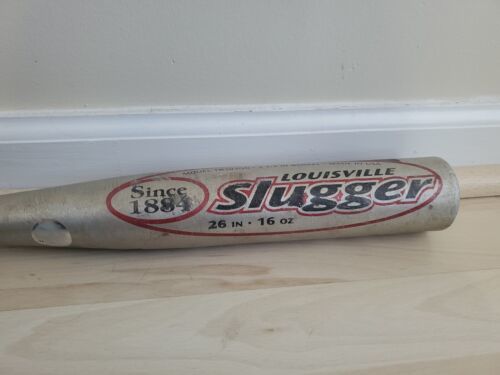 Since
1884
LOUISVILLE
Slugger
26 IN · 16 OZ